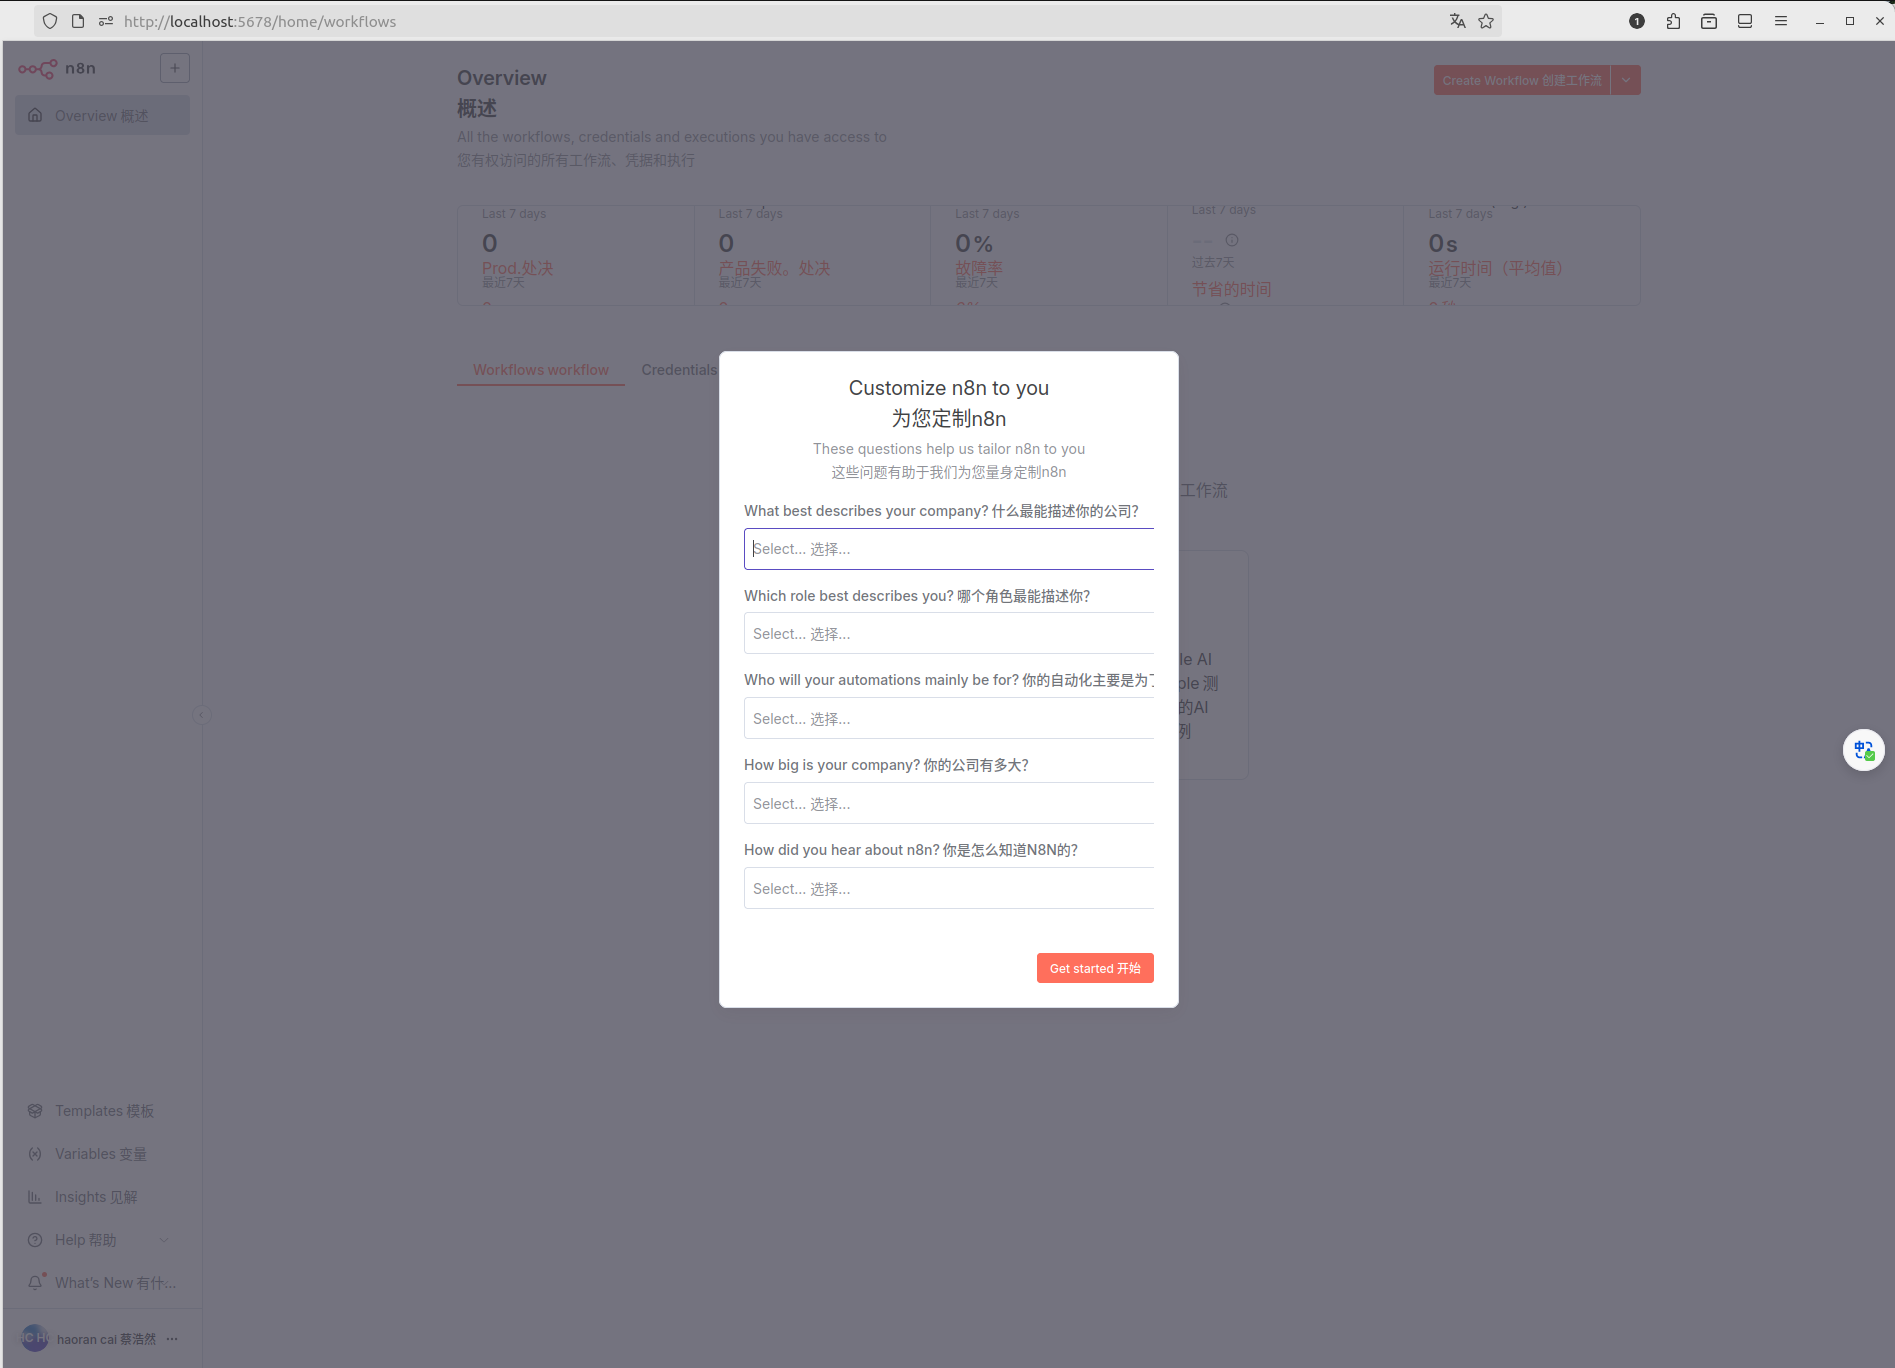 http://localhost:5678/home/workflows
1
n8n
Overview 概述
Overview
概述
All the workflows, credentials and executions you have access to
您有权访问的所有工作流、凭据和执行
Create Workflow 创建工作流
Last 7 days
0
Prod.处决
最近7天
Last 7 days
0
产品失败。处决
最近7天
Last 7 days
0%
故障率
最近7天
Last 7 days
--
过去7天
节省的时间
Last 7 days
0s
运行时间（平均值）
最近7天
Workflows workflow
Credentials
Customize n8n to you
为您定制n8n
These questions help us tailor n8n to you
这些问题有助于我们为您量身定制n8n
What best describes your company? 什么最能描述你的公司?
Select... 选择...
Which role best describes you? 哪个角色最能描述你?
Select... 选择...
Who will your automations mainly be for? 你的自动化主要是为了
Select... 选择...
How big is your company? 你的公司有多大?
Select... 选择...
How did you hear about n8n? 你是怎么知道N8N的?
Select... 选择...
Get started 开始
工作流
le AI
ple 测
的AI
例
Templates 模板
Variables 变量
Insights 见解
Help 帮助
What's New 有什...
haoran cai 蔡浩然